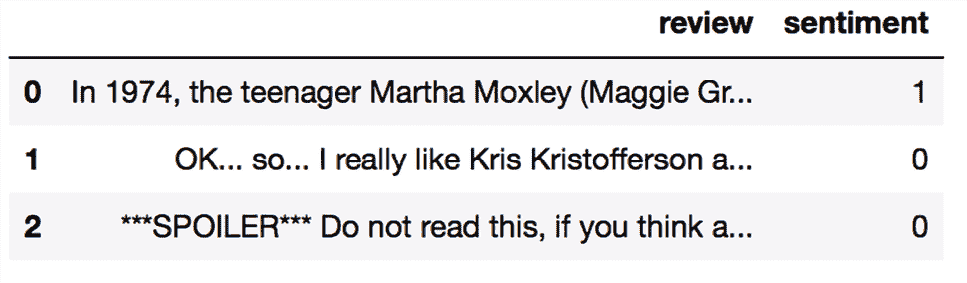 review sentiment
0 In 1974, the teenager Martha Moxley (Maggie Gr... 1
1 OK... so... I really like Kris Kristofferson a... 0
2 ***SPOILER*** Do not read this, if you think a... 0